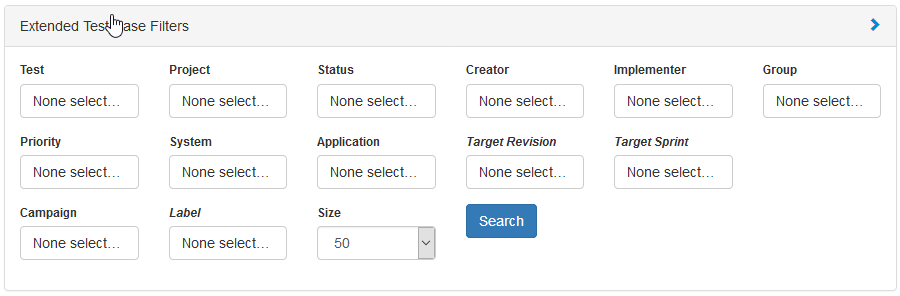 Extended Test Case Filters
Test Project Status Creator Implementer Group
None select... None select... None select... None select... None select... None select...
Priority System Application Target Revision Target Sprint
None select... None select... None select... None select... None select...
Campaign Label Size Search
None select... None select... 50